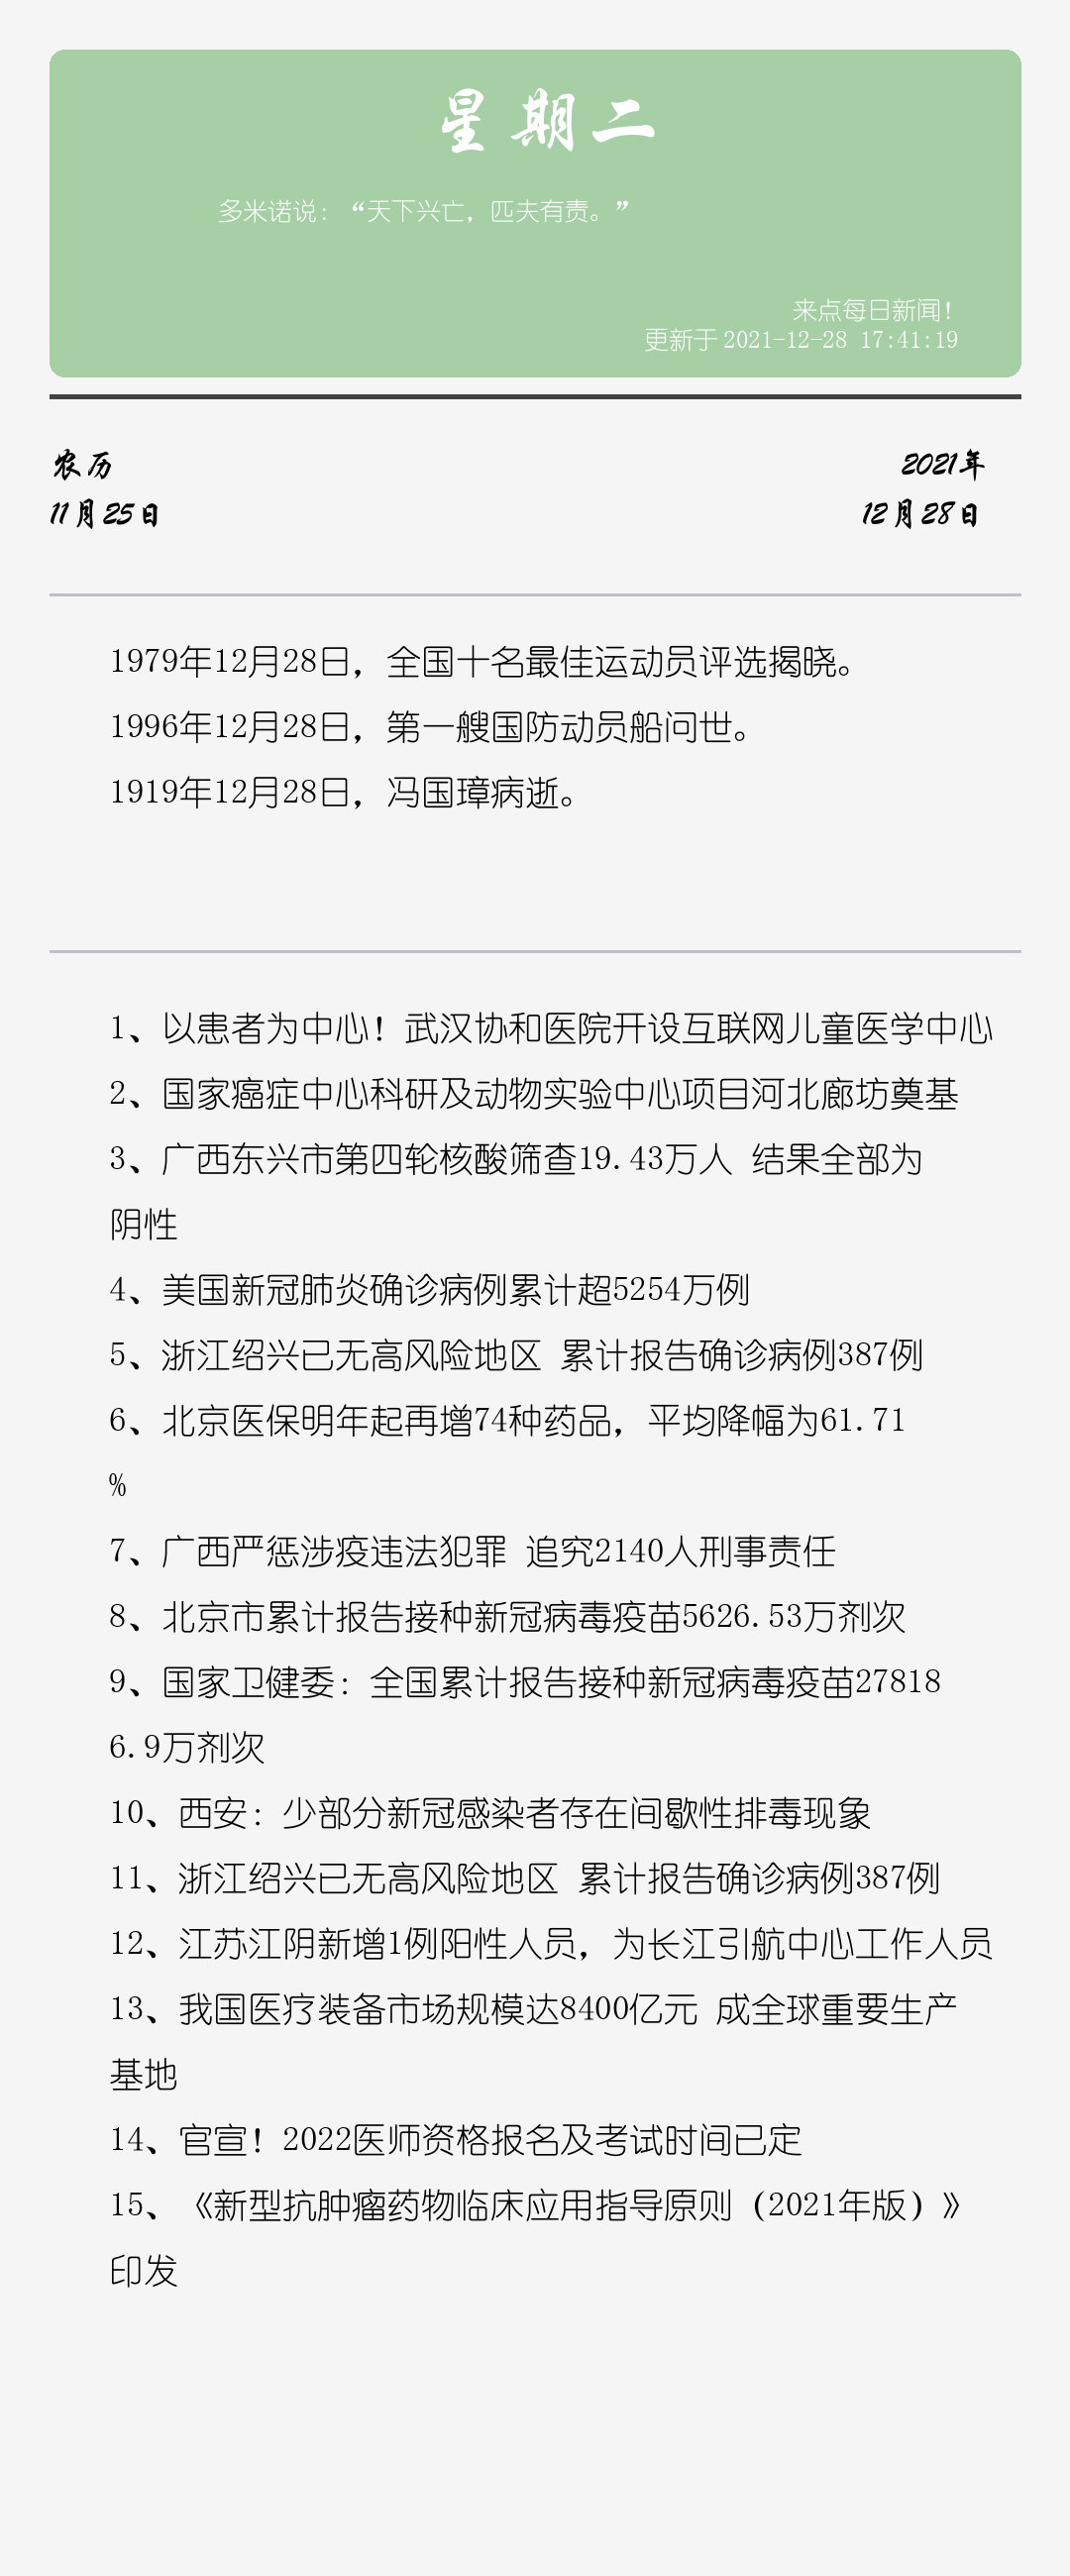 星期二
多米诺说：“天下兴亡，匹夫有责。”
来点每日新闻！
更新于2021-12-28 17:41:19
农历
2021年
11月25日
12月28日
1979年12月28日，全国十名最佳运动员评选揭晓。
1996年12月28日，第一艘国防动员船问世。
1919年12月28日，冯国璋病逝。
1、以患者为中心！武汉协和医院开设互联网儿童医学中心
2、国家癌症中心科研及动物实验中心项目河北廊坊奠基
3、广西东兴市第四轮核酸筛查19.43万人 结果全部为
阴性
4、美国新冠肺炎确诊病例累计超5254万例
5、浙江绍兴已无高风险地区 累计报告确诊病例387例
6、北京医保明年起再增74种药品，平均降幅为61.71
%
7、广西严惩涉疫违法犯罪 追究2140人刑事责任
8、北京市累计报告接种新冠病毒疫苗5626.53万剂次
9、国家卫健委：全国累计报告接种新冠病毒疫苗27818
6.9万剂次
10、西安：少部分新冠感染者存在间歇性排毒现象
11、浙江绍兴已无高风险地区 累计报告确诊病例387例
12、江苏江阴新增1例阳性人员，为长江引航中心工作人员
13、我国医疗装备市场规模达8400亿元 成全球重要生产
基地
14、官宣！2022医师资格报名及考试时间已定
15、《新型抗肿瘤药物临床应用指导原则（2021年版）》
印发